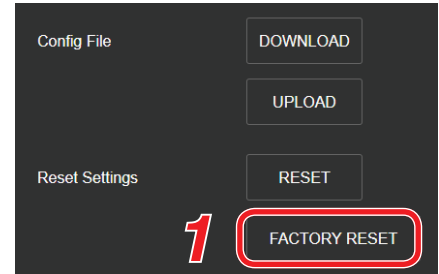 Config File DOWNLOAD
UPLOAD
Reset Settings RESET
1 FACTORY RESET